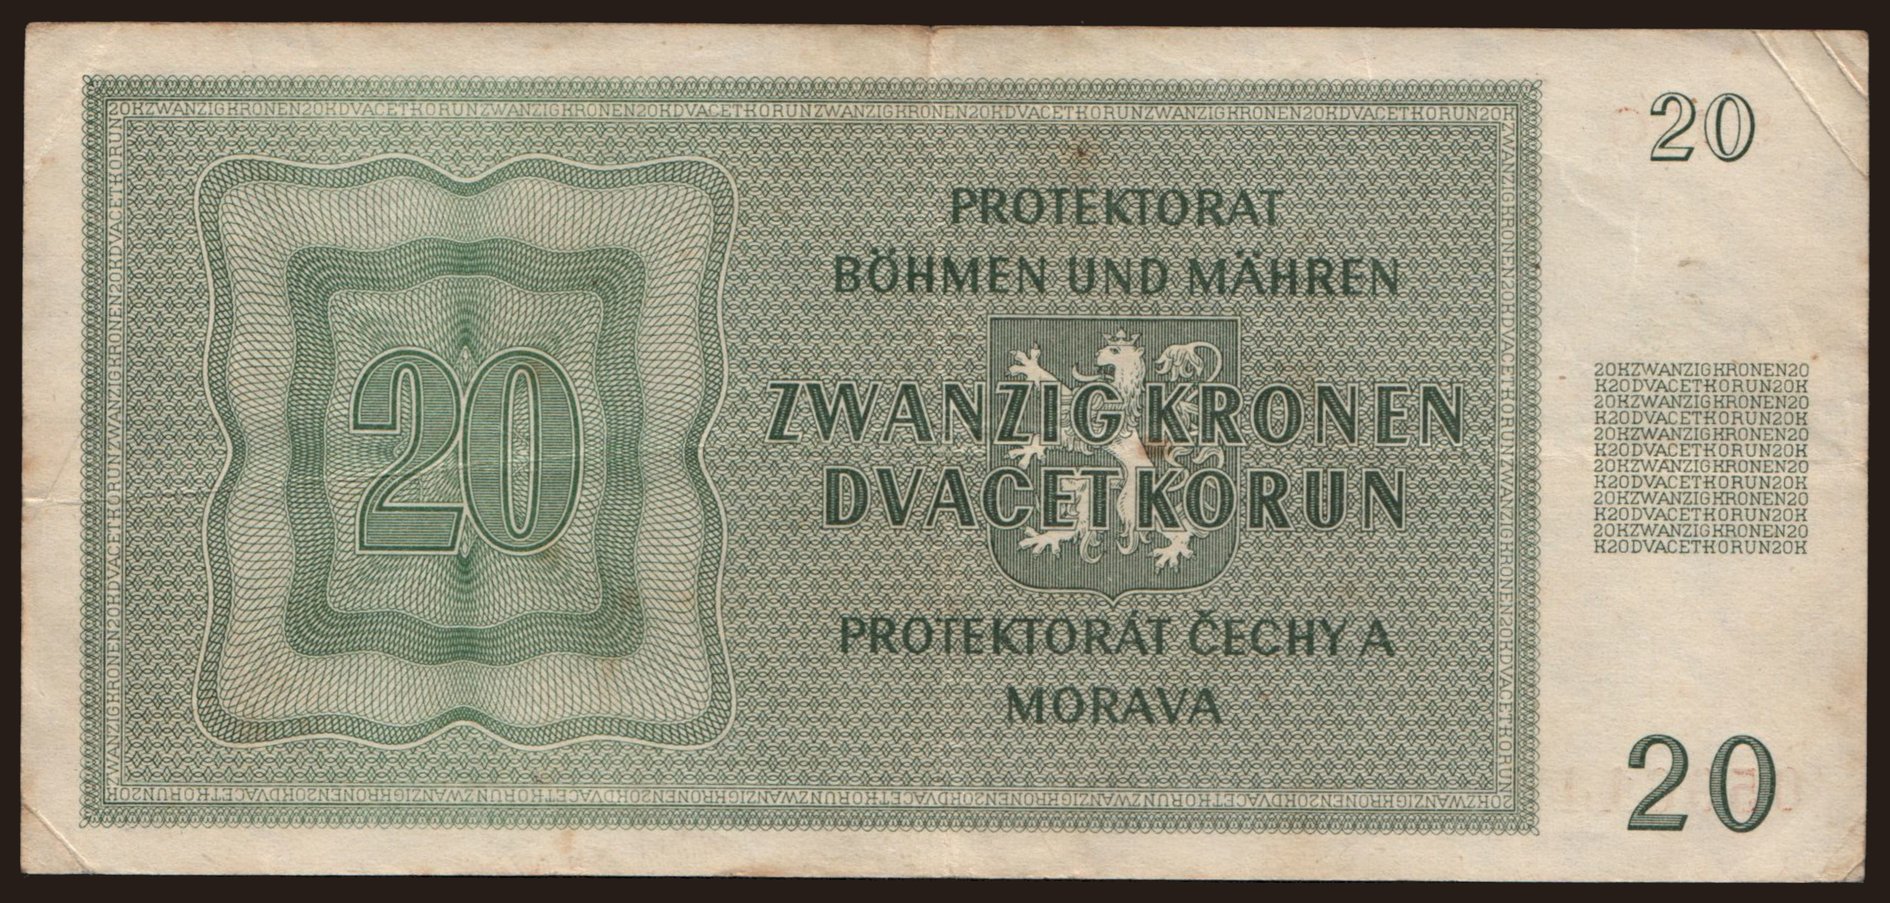 20KZWANZIGKRONEN20KDVACETKORUNZWANZIGKRONEN20KDVACETKORUNZWANZIGKRONEN20KDVACETKORUNZWANZIGKRONEN20KDVACETKORUN20K
20
PROTEKTORAT
BÖHMEN UND MÄHREN
20
ZWANZIG KRONEN
DVACET KORUN
PROTEKTORÁT ČECHY A
MORAVA
20KZWANZIGKRONEN20
K20DVACETKORUN20K
20KZWANZIGKRONEN20
K20DVACETKORUN20K
20KZWANZIGKRONEN20
K20DVACETKORUN20K
20KZWANZIGKRONEN20
K20DVACETKORUN20K
20KZWANZIGKRONEN20
K20DVACETKORUN20K
20KZWANZIGKRONEN20
K20DVACETKORUN20K
20